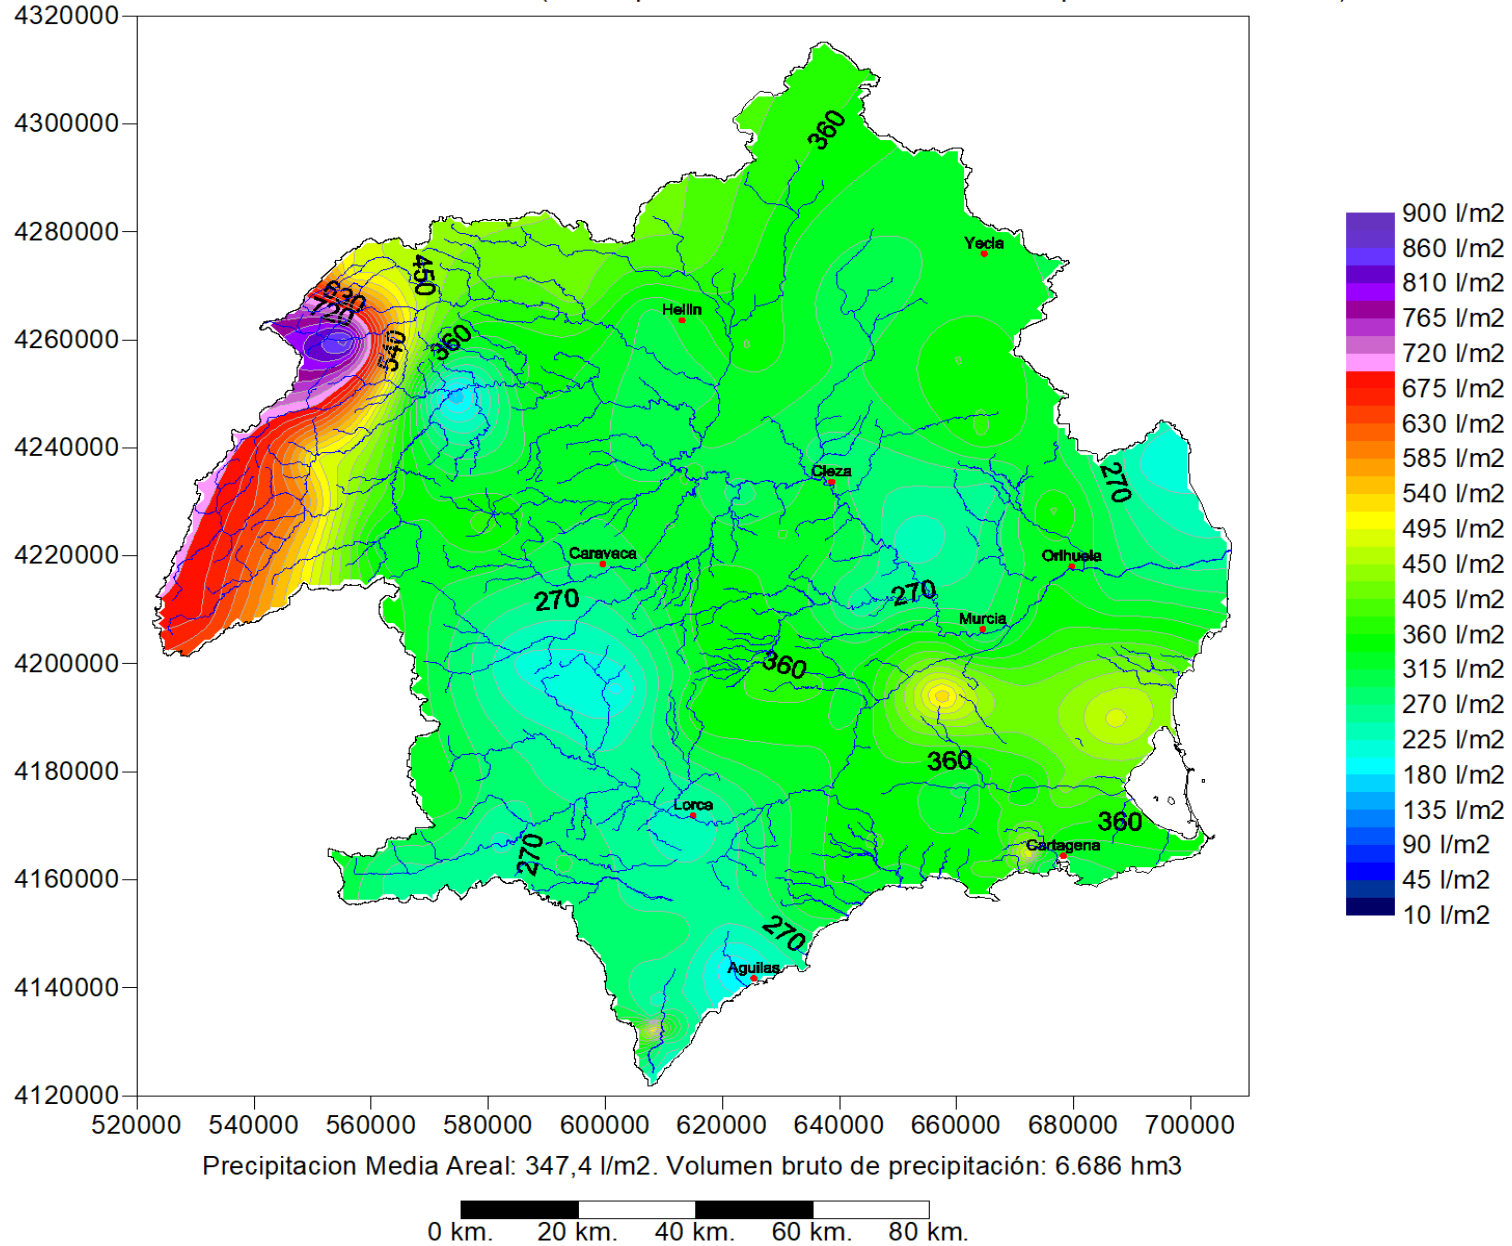 4320000
4300000
4280000
4260000
4240000
4220000
4200000
4180000
4160000
4140000
4120000
520000 540000 560000 580000 600000 620000 640000 660000 680000 700000
360
Yecla
450
630
720
Hellin
540
360
Cieza
270
Caravaca
Orihuela
270
270
Murcia
360
360
Lorca
360
270
Cartagena
270
Aguilas
900 l/m2
860 l/m2
810 l/m2
765 l/m2
720 l/m2
675 l/m2
630 l/m2
585 l/m2
540 l/m2
495 l/m2
450 l/m2
405 l/m2
360 l/m2
315 l/m2
270 l/m2
225 l/m2
180 l/m2
135 l/m2
90 l/m2
45 l/m2
10 l/m2
Precipitacion Media Areal: 347,4 l/m2. Volumen bruto de precipitación: 6.686 hm3
0 km. 20 km. 40 km. 60 km. 80 km.